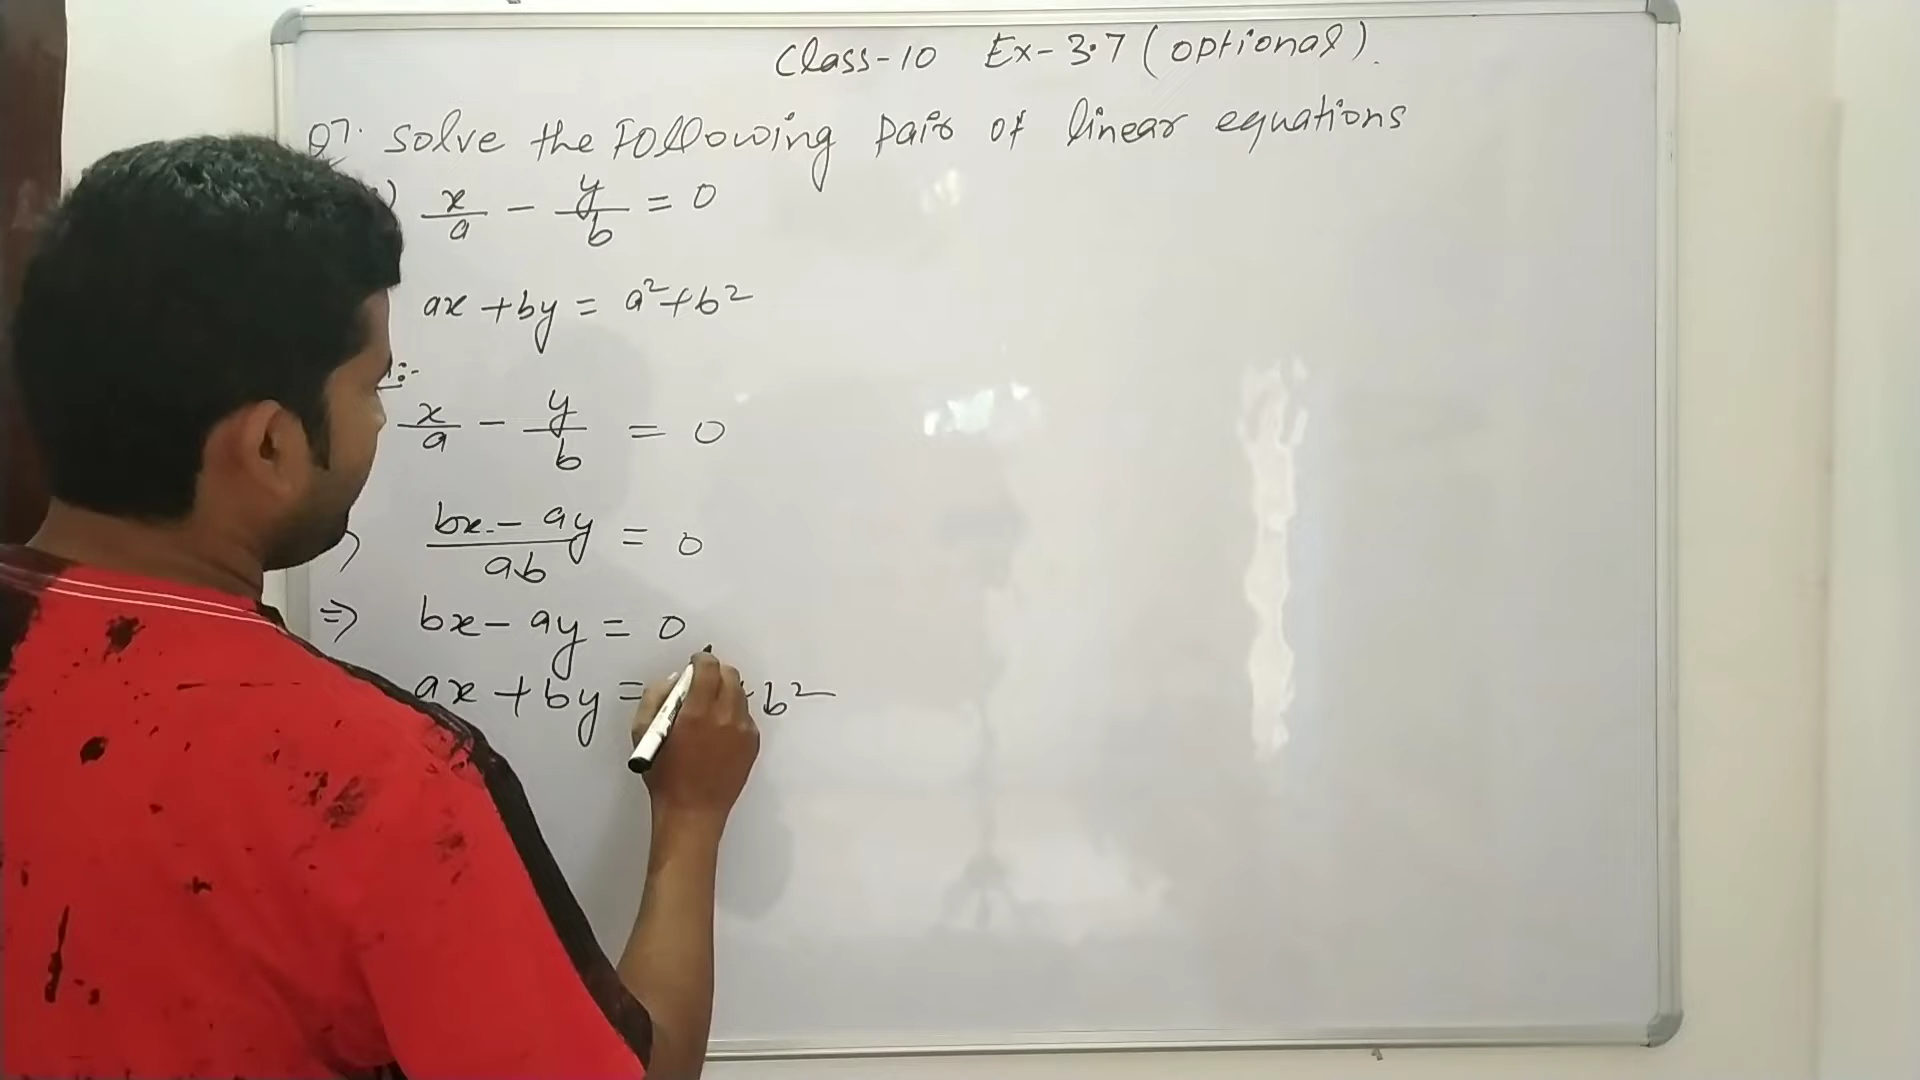 Class-10 Ex-3.7 (optional).
Q7. Solve the Following pair of linear equations
) x/a - y/b = 0
ax + by = a² + b²
:-
x/a - y/b = 0
bx - ay / ab = 0
⇒ bx - ay = 0
ax + by = b²